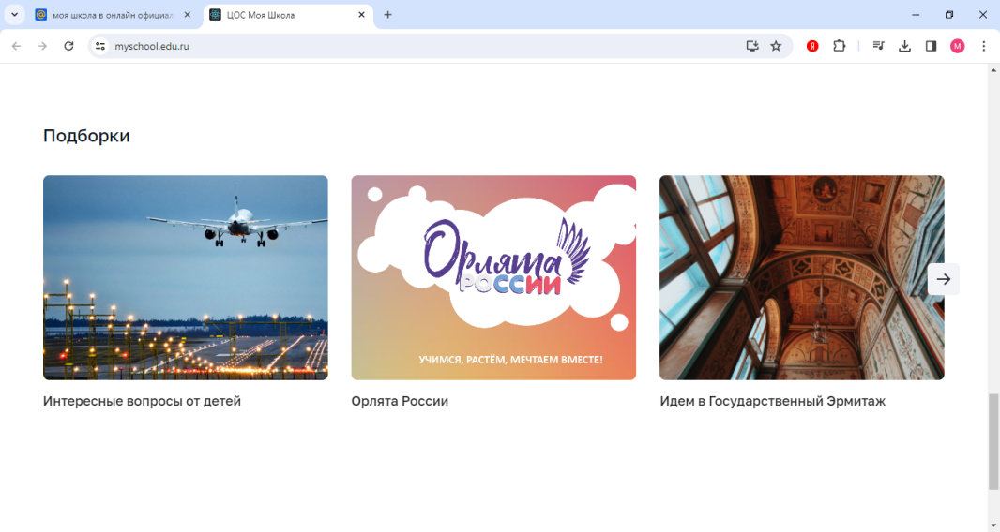 моя школа в онлайн официал
ЦОС Моя Школа
myschool.edu.ru
Я
М
Подборки
Орлята
РОССИИ
УЧИМСЯ, РАСТЁМ, МЕЧТАЕМ ВМЕСТЕ!
Интересные вопросы от детей
Орлята России
Идем в Государственный Эрмитаж